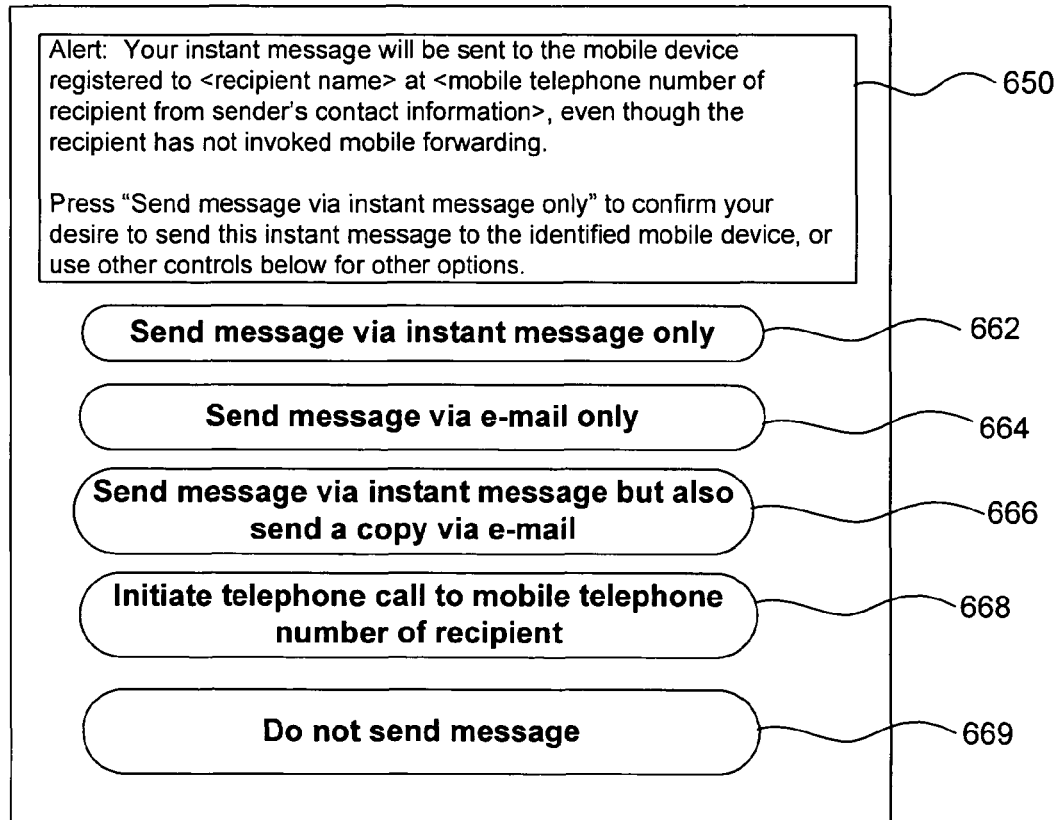 Alert:  Your instant message will be sent to the mobile device
registered to <recipient name> at <mobile telephone number of
recipient from sender's contact information>, even though the
recipient has not invoked mobile forwarding.
650
Press “Send message via instant message only” to confirm your
desire to send this instant message to the identified mobile device, or
use other controls below for other options.
Send message via instant message only
662
Send message via e-mail only
664
Send message via instant message but also
send a copy via e-mail
666
Initiate telephone call to mobile telephone
number of recipient
668
Do not send message
669